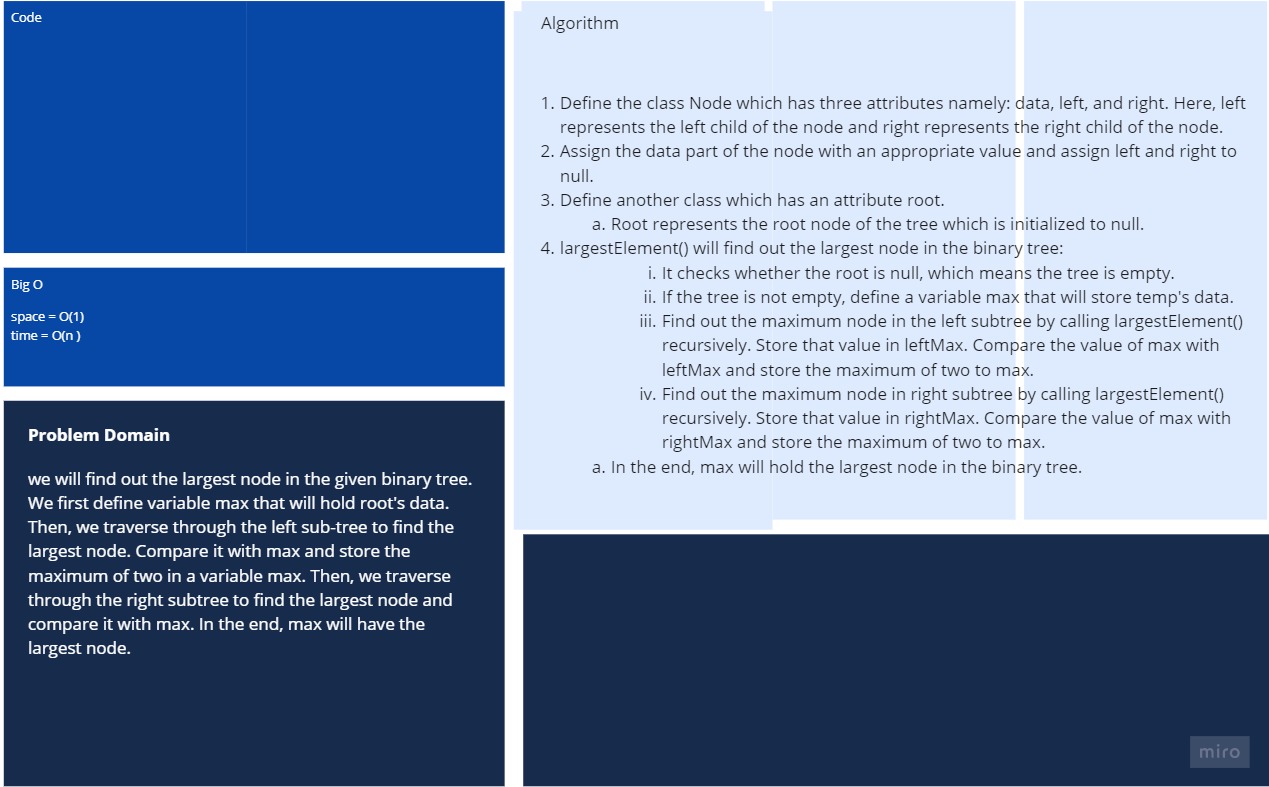 Code
Big O
space = O(1)
time = O(n )
Problem Domain
we will find out the largest node in the given binary tree.
We first define variable max that will hold root's data.
Then, we traverse through the left sub-tree to find the
largest node. Compare it with max and store the
maximum of two in a variable max. Then, we traverse
through the right subtree to find the largest node and
compare it with max. In the end, max will have the
largest node.
Algorithm
1. Define the class Node which has three attributes namely: data, left, and right. Here, left
represents the left child of the node and right represents the right child of the node.
2. Assign the data part of the node with an appropriate value and assign left and right to
null.
3. Define another class which has an attribute root.
a. Root represents the root node of the tree which is initialized to null.
4. largestElement() will find out the largest node in the binary tree:
i. It checks whether the root is null, which means the tree is empty.
ii. If the tree is not empty, define a variable max that will store temp's data.
iii. Find out the maximum node in the left subtree by calling largestElement()
recursively. Store that value in leftMax. Compare the value of max with
leftMax and store the maximum of two to max.
iv. Find out the maximum node in right subtree by calling largestElement()
recursively. Store that value in rightMax. Compare the value of max with
rightMax and store the maximum of two to max.
a. In the end, max will hold the largest node in the binary tree.
miro